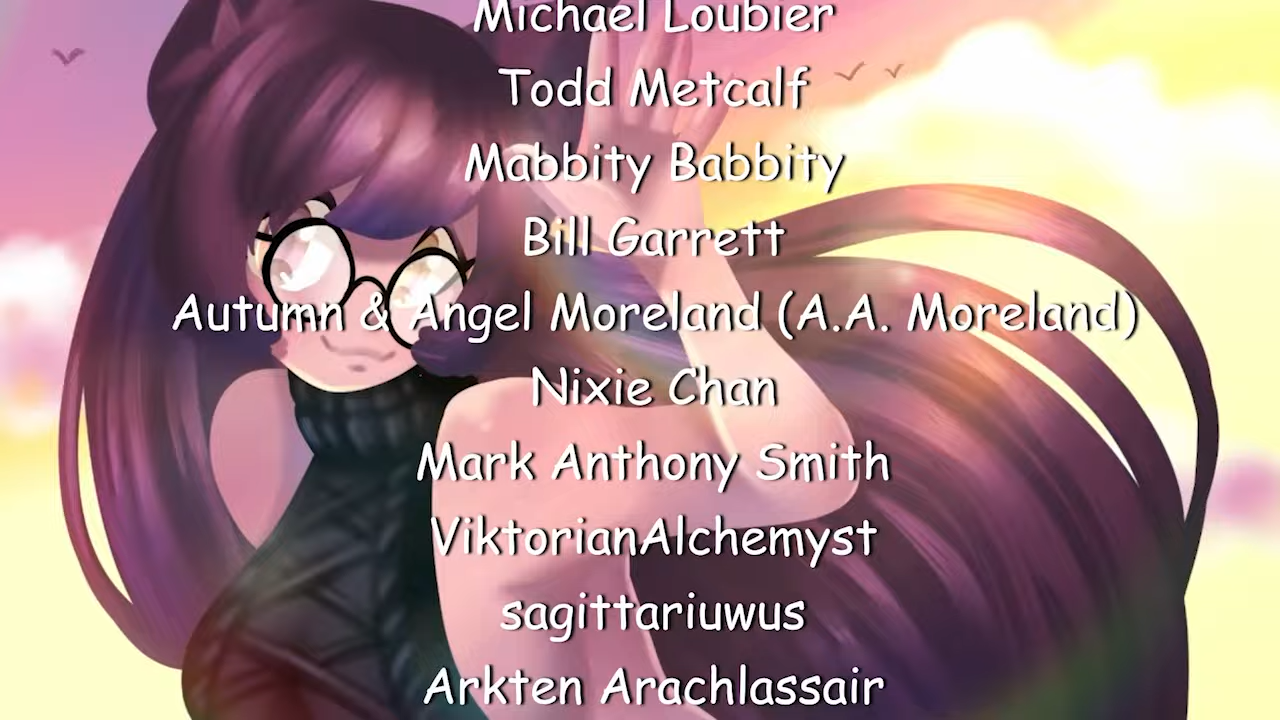 Michael Loubier
Todd Metcalf
Mabbity Babbity
Bill Garrett
Autumn & Angel Moreland (A.A. Moreland)
Nixie Chan
Mark Anthony Smith
ViktorianAlchemyst
sagittariuwus
Arkten Arachlassair